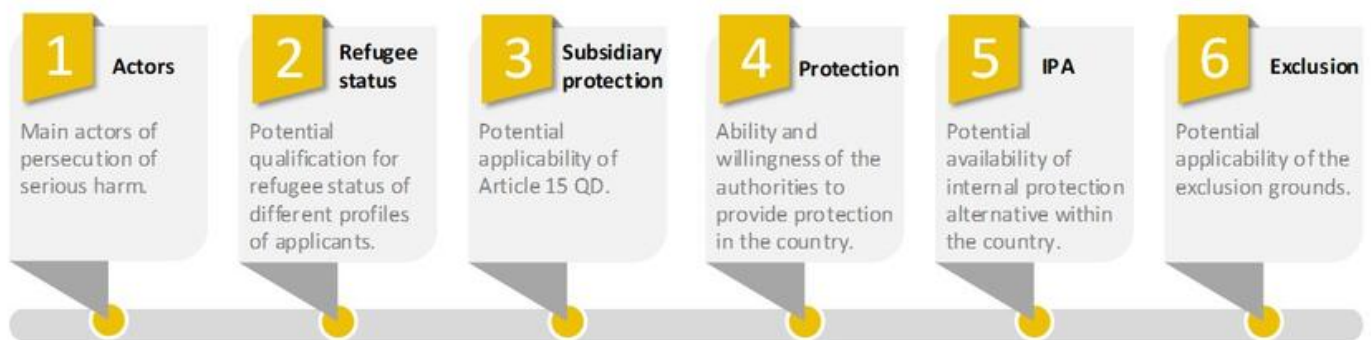 1
Actors
Main actors of
persecution of
serious harm.
2
Refugee
status
Potential
qualification for
refugee status of
different profiles
of applicants.
3
Subsidiary
protection
Potential
applicability of
Article 15 QD.
4
Protection
Ability and
willingness of the
authorities to
provide protection
in the country.
5
IPA
Potential
availability of
internal protection
alternative within
the country.
6
Exclusion
Potential
applicability of the
exclusion grounds.